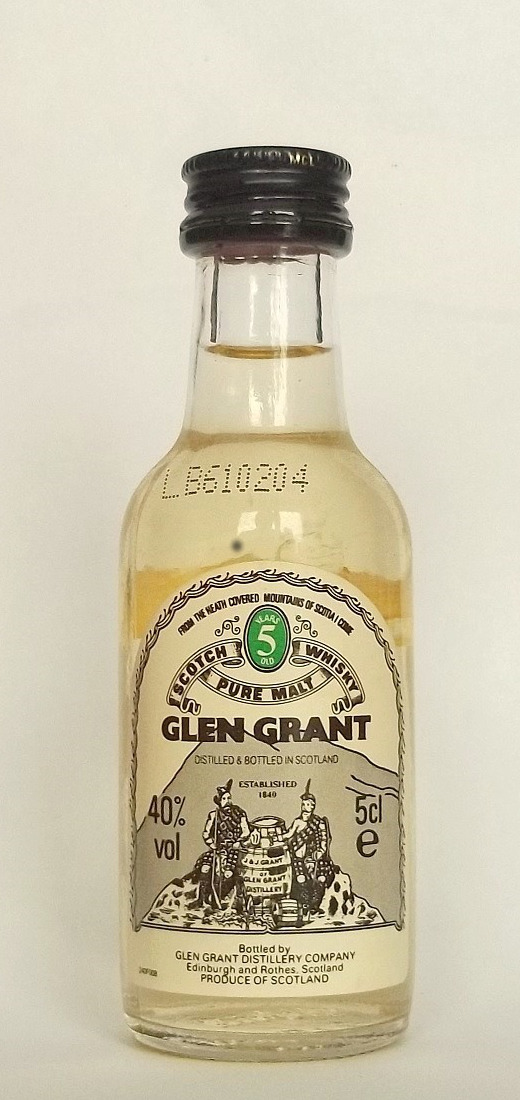 LB610204
FROM THE HEATH COVERED MOUNTAINS OF SCOTIA I COME
YEARS
5
OLD
SCOTCH WHISKY
PURE MALT
GLEN GRANT
DISTILLED & BOTTLED IN SCOTLAND
ESTABLISHED
1840
40%
vol
5cl
e
J & J GRANT
OF
GLEN GRANT
DISTILLERY
Bottled by
GLEN GRANT DISTILLERY COMPANY
Edinburgh and Rothes, Scotland
PRODUCE OF SCOTLAND